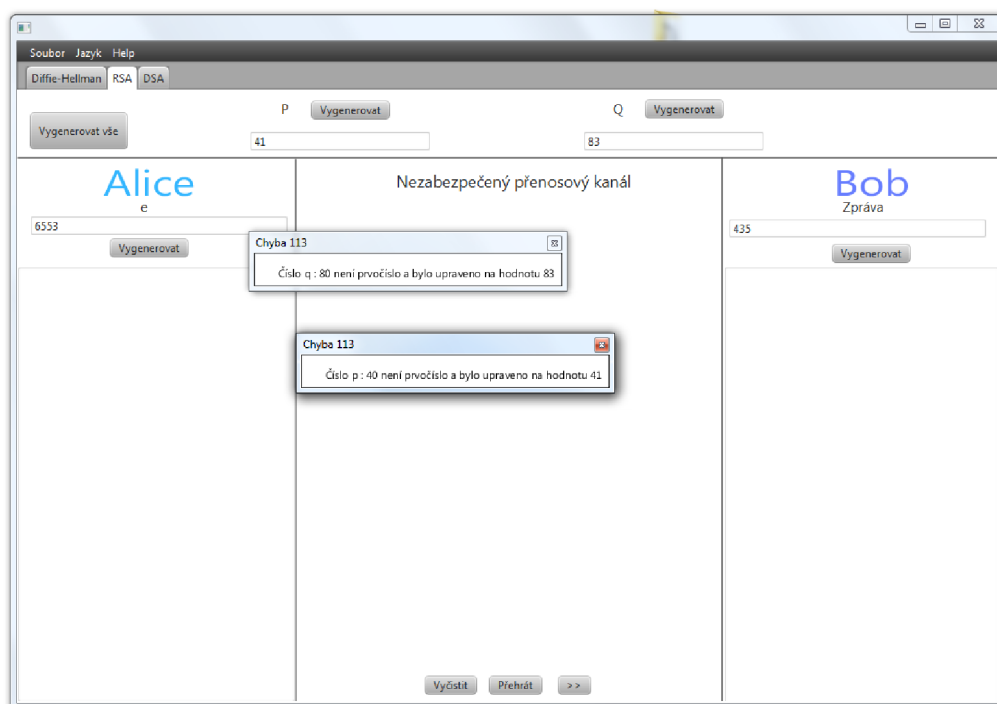 Soubor Jazyk Help
Diffie-Hellman RSA DSA
Vygenerovat vše
P Vygenerovat
41
Q Vygenerovat
83
Alice
e
6553
Vygenerovat
Nezabezpečený přenosový kanál
Bob
Zpráva
435
Vygenerovat
Chyba 113
Číslo q : 80 není prvočíslo a bylo upraveno na hodnotu 83
Chyba 113
Číslo p : 40 není prvočíslo a bylo upraveno na hodnotu 41
Vyčistit Přehrát >>